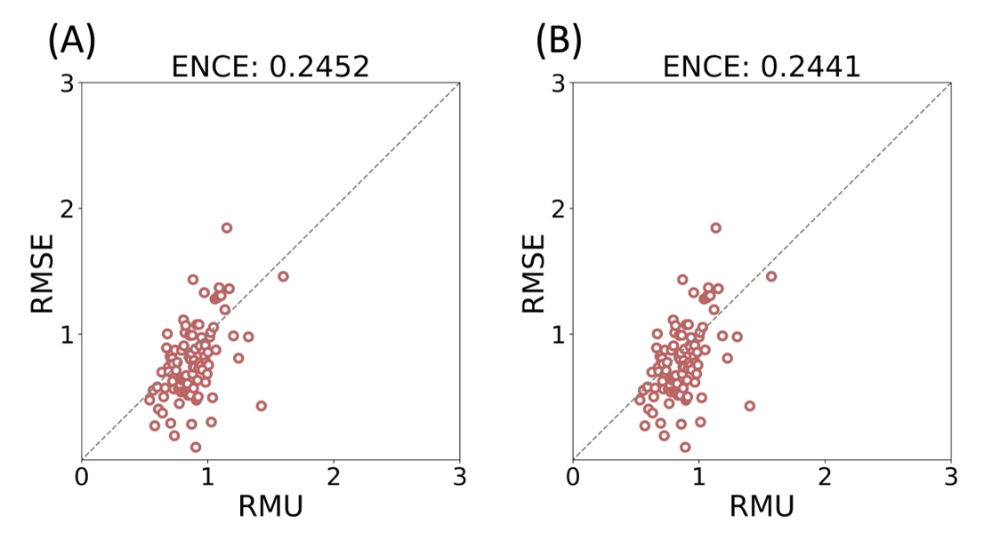 (A)
ENCE: 0.2452
3
2
1
0 1 2 3
RMSE
RMU
(B)
ENCE: 0.2441
3
2
1
0 1 2 3
RMSE
RMU